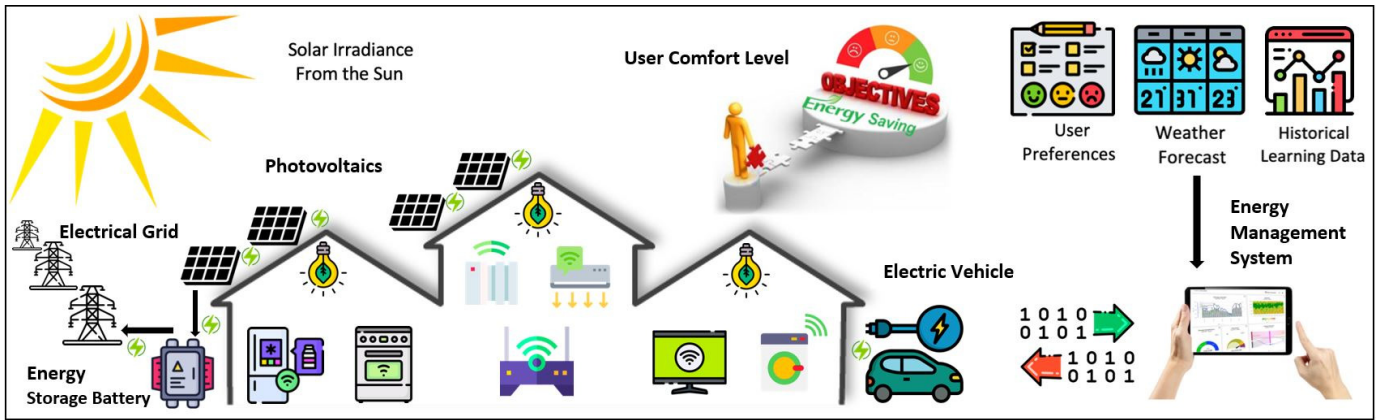 Solar Irradiance
From the Sun
User Comfort Level
OBJECTIVES
Energy Saving
User
Preferences
Weather
Forecast
27 31 23
Historical
Learning Data
Photovoltaics
Electrical Grid
Energy
Management
System
Electric Vehicle
Energy
Storage Battery
1 0 1 0
0 1 0 1
1 0 1 0
0 1 0 1